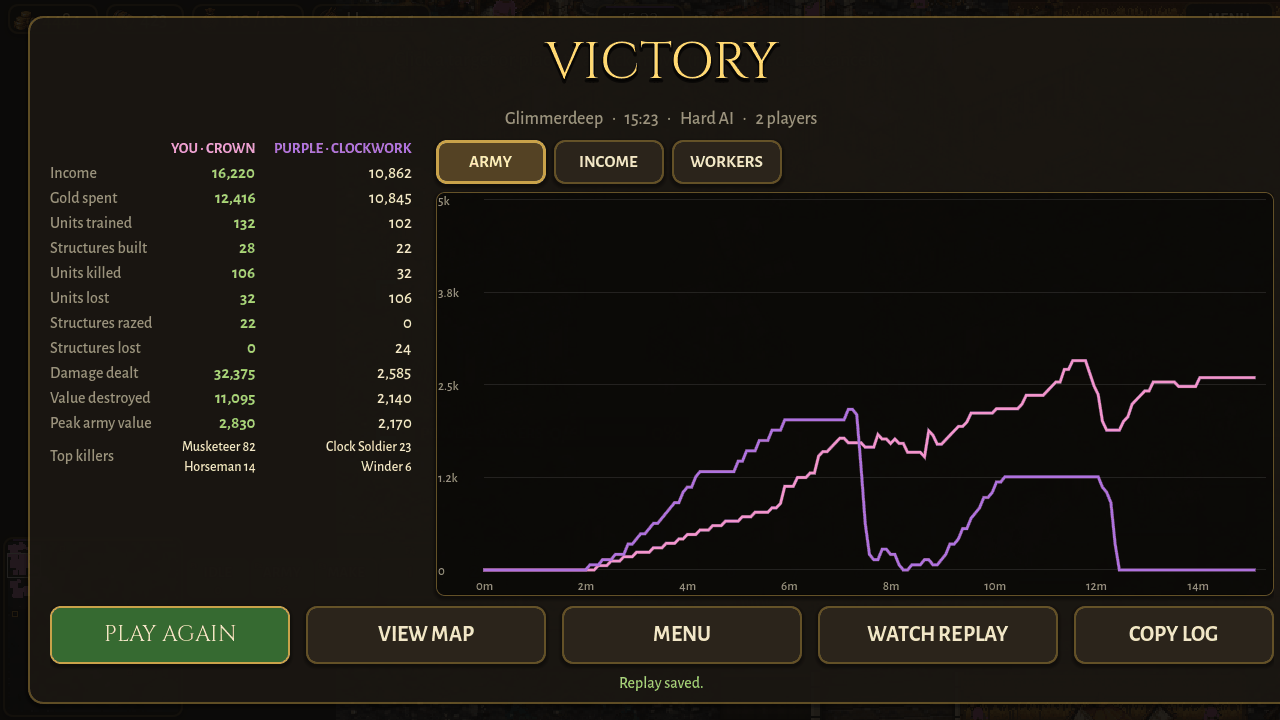 VICTORY
Glimmerdeep · 15:23 · Hard AI · 2 players
YOU · CROWN PURPLE · CLOCKWORK
Income 16,220 10,862
Gold spent 12,416 10,845
Units trained 132 102
Structures built 28 22
Units killed 106 32
Units lost 32 106
Structures razed 22 0
Structures lost 0 24
Damage dealt 32,375 2,585
Value destroyed 11,095 2,140
Peak army value 2,830 2,170
Top killers
Musketeer 82 Clock Soldier 23
Horseman 14 Winder 6
ARMY INCOME WORKERS
5k
3.8k
2.5k
1.2k
0
0m 2m 4m 6m 8m 10m 12m 14m
PLAY AGAIN VIEW MAP MENU WATCH REPLAY COPY LOG
Replay saved.